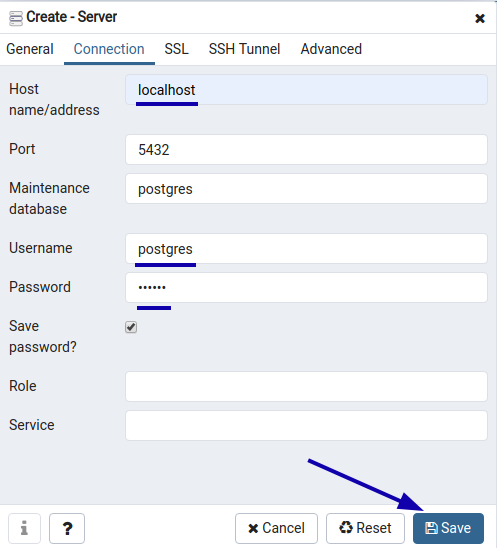 Create - Server
General Connection SSL SSH Tunnel Advanced
Host
name/address
localhost
Port
5432
Maintenance
database
postgres
Username
postgres
Password
••••••
Save
password?
Role
Service
i ? Cancel Reset Save